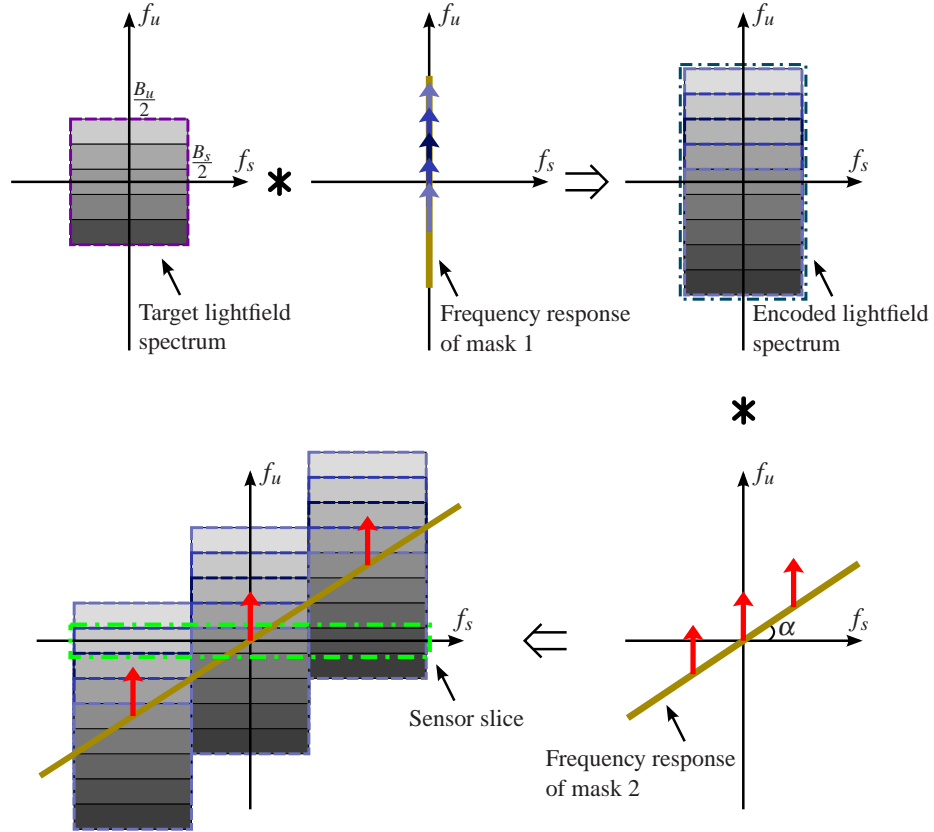 f_u
f_u
f_u
B_u/2
B_s/2
f_s
*
f_s
⇒
f_s
Target lightfield
spectrum
Frequency response
of mask 1
Encoded lightfield
spectrum
*
f_u
f_u
f_s
⇐
α
f_s
Sensor slice
Frequency response
of mask 2